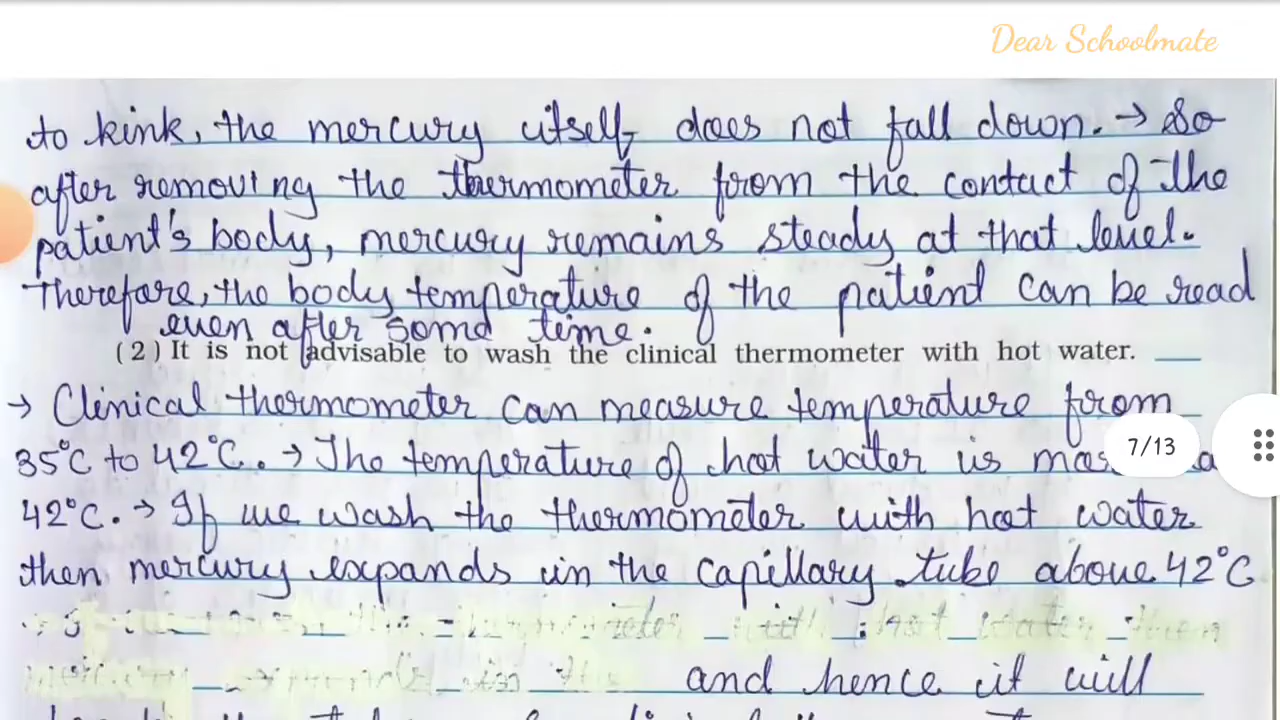 Dear Schoolmate
to kink, the mercury itself does not fall down. → So
after removing the thermometer from the contact of the
patient's body, mercury remains steady at that level.
Therefore, the body temperature of the patient can be read
even after some time.
(2) It is not advisable to wash the clinical thermometer with hot water.
→ Clinical thermometer can measure temperature from
35°C to 42°C. → The temperature of hot water is
7/13
42°C. → If we wash the thermometer with hot water
then mercury expands in the capillary tube above 42°C
and hence it will